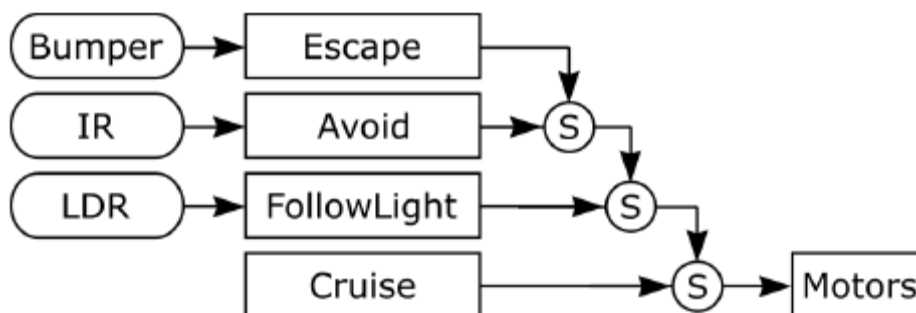 Bumper
Escape
IR
Avoid
S
LDR
FollowLight
S
Cruise
S
Motors